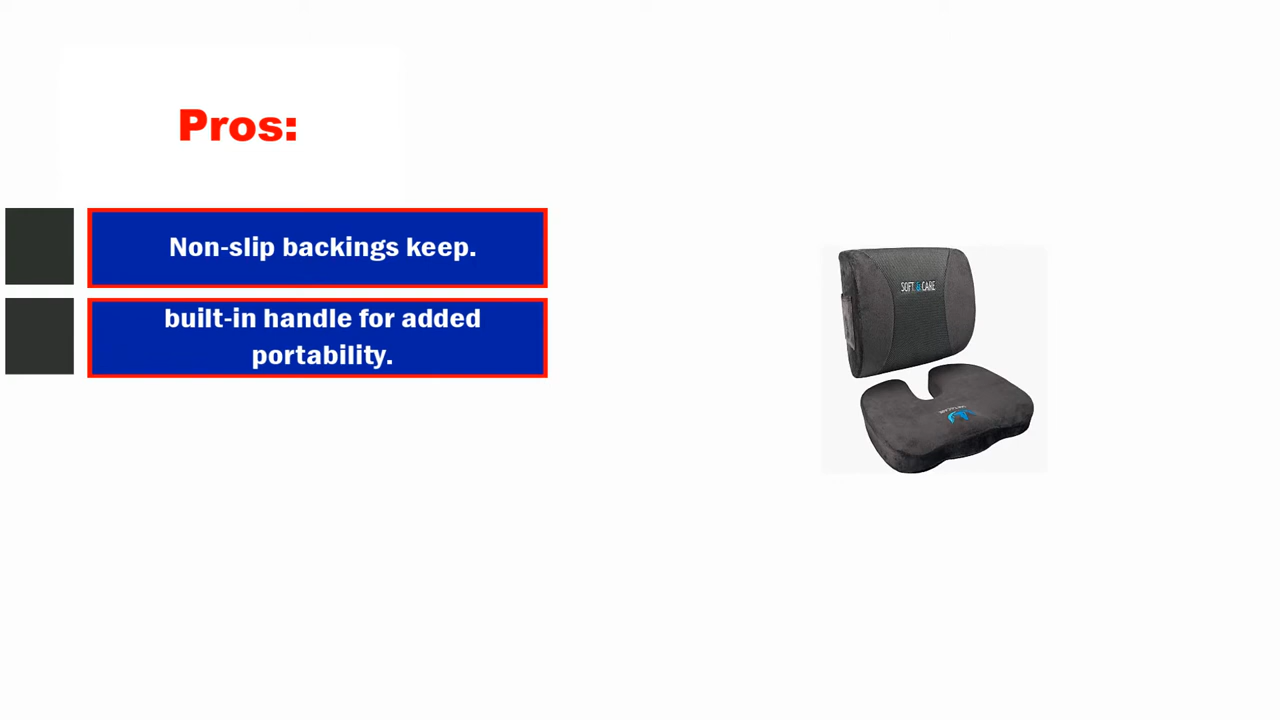 Pros:
Non-slip backings keep.
built-in handle for added
portability.
SOFT & CARE